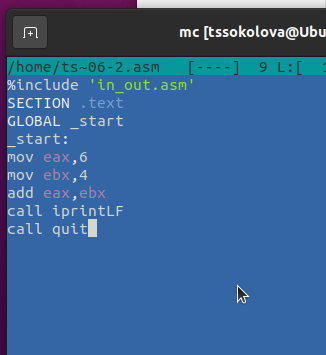 mc [tssokolova@Ubu
/home/ts~06-2.asm [----] 9 L:[
%include 'in_out.asm'
SECTION .text
GLOBAL _start
_start:
mov eax,6
mov ebx,4
add eax,ebx
call iprintLF
call quit